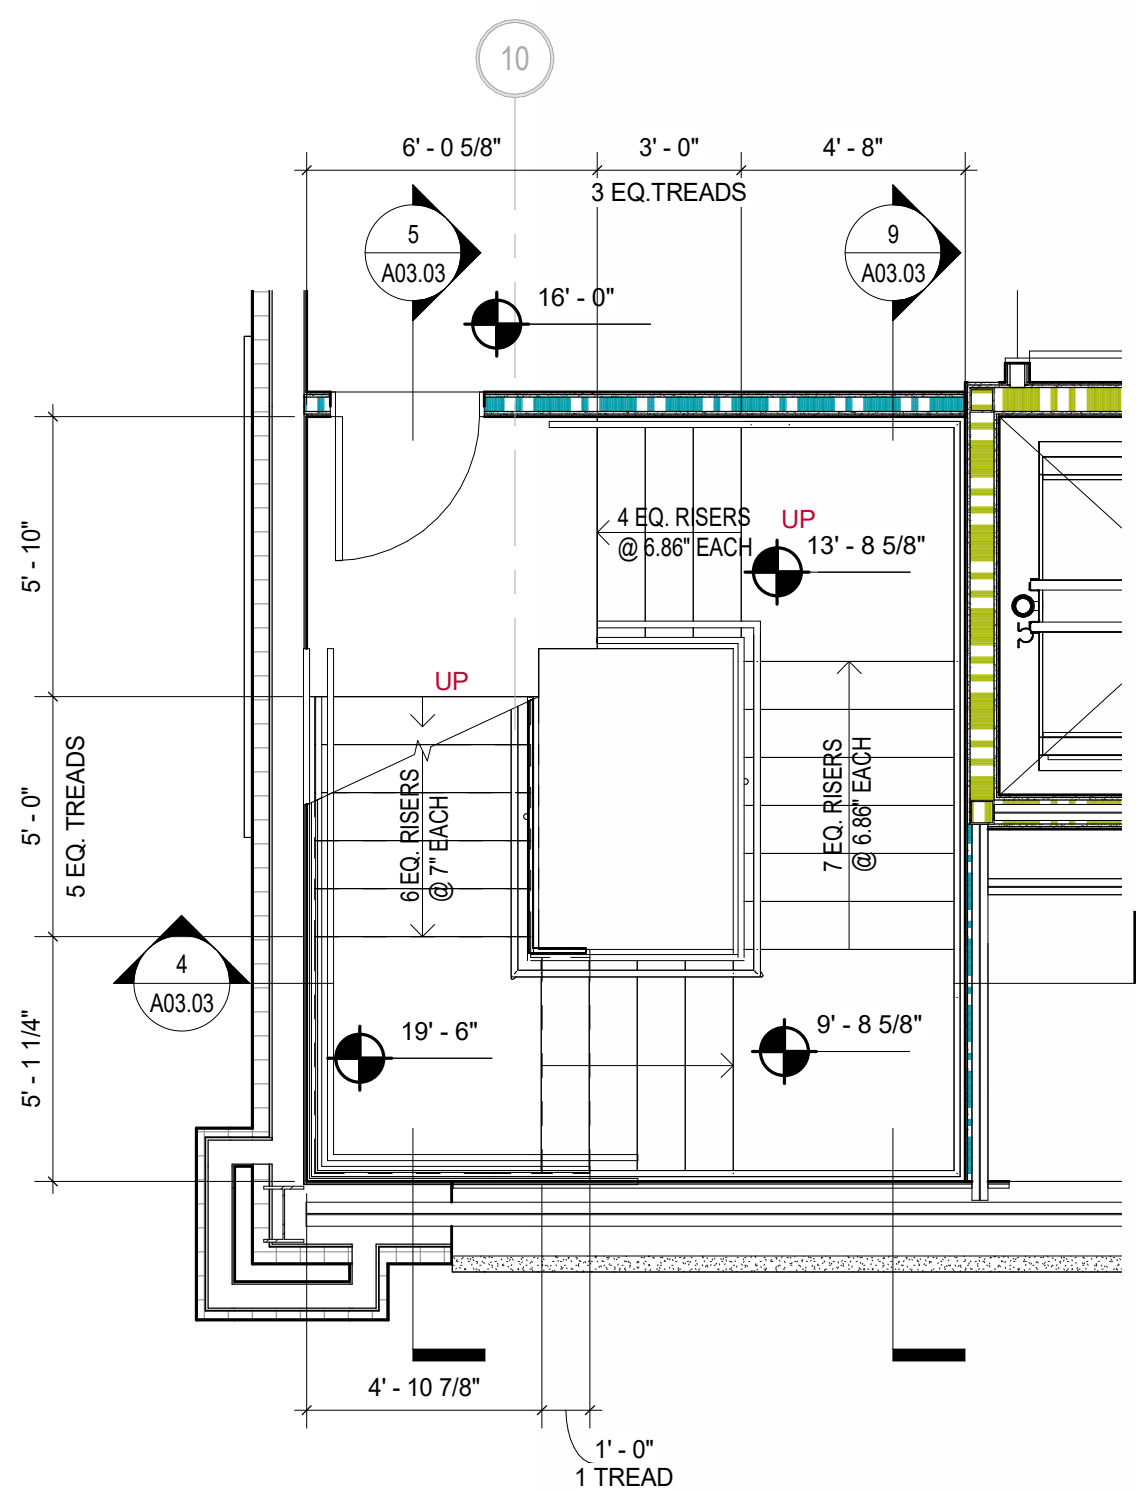 10
6' - 0 5/8"
3' - 0"
4' - 8"
3 EQ.TREADS
5
A03.03
9
A03.03
16' - 0"
5' - 10"
4 EQ. RISERS
@ 6.86" EACH
UP
13' - 8 5/8"
UP
5' - 0"
5 EQ. TREADS
6 EQ. RISERS
@ 7" EACH
7 EQ. RISERS
@ 6.86" EACH
4
A03.03
5' - 1 1/4"
19' - 6"
9' - 8 5/8"
4' - 10 7/8"
1' - 0"
1 TREAD